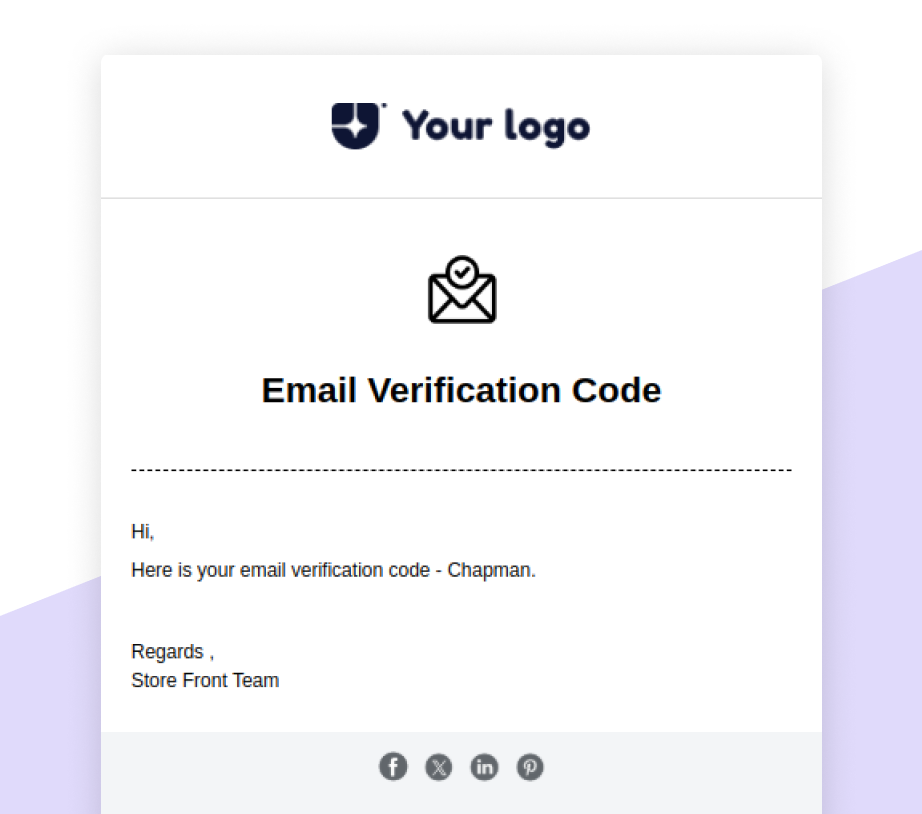 Your logo
Email Verification Code
Hi,
Here is your email verification code - Chapman.
Regards ,
Store Front Team